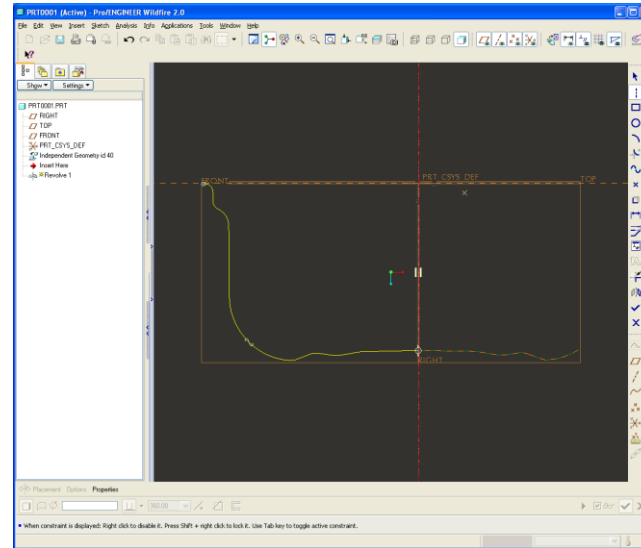 PRT0001 (Active) - Pro/ENGINEER Wildfire 2.0
File Edit View Insert Sketch Analysis Info Applications Tools Window Help
Show Settings
PRT0001.PRT
RIGHT
TOP
FRONT
PRT_CSYS_DEF
Independent Geometry id 40
Insert Here
Revolve 1
FRONT PRT_CSYS_DEF TOP
RIGHT
Placement Options Properties
360.00
When constraint is displayed: Right click to disable it. Press Shift + right click to lock it. Use Tab key to toggle active constraint.